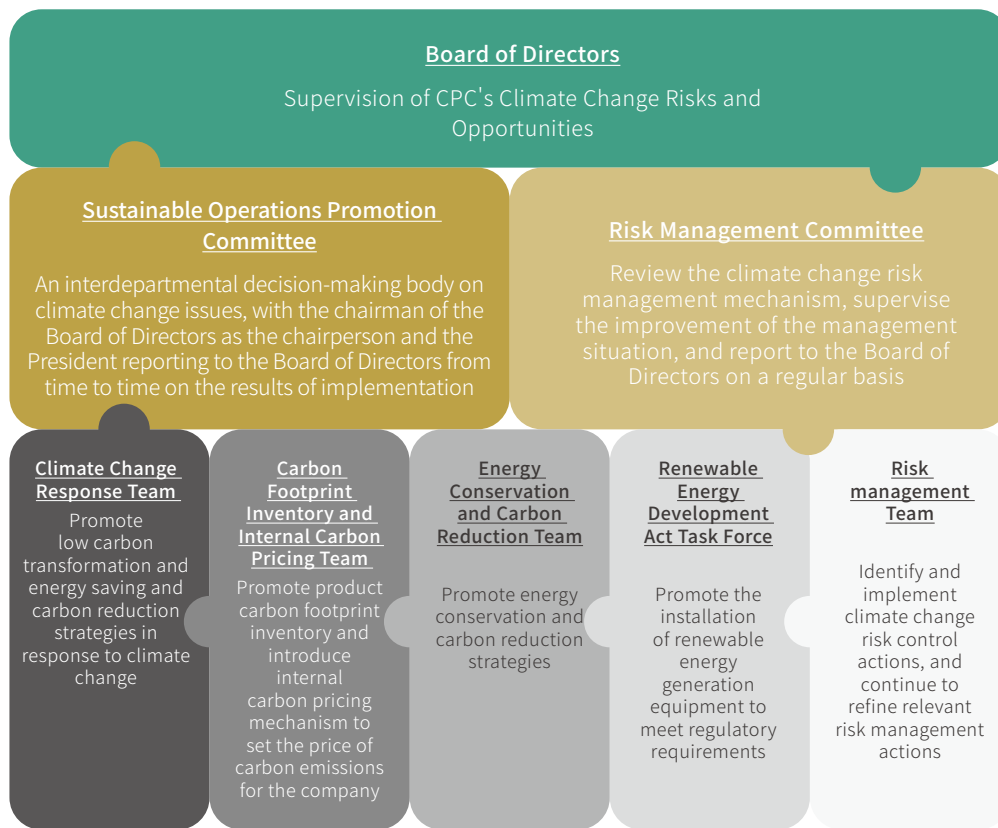 Board of Directors
Supervision of CPC's Climate Change Risks and
Opportunities
Sustainable Operations Promotion
Committee
An interdepartmental decision-making body on
climate change issues, with the chairman of the
Board of Directors as the chairperson and the
President reporting to the Board of Directors from
time to time on the results of implementation
Risk Management Committee
Review the climate change risk
management mechanism, supervise
the improvement of the management
situation, and report to the Board of
Directors on a regular basis
Climate Change
Response Team
Promote
low carbon
transformation and
energy saving and
carbon reduction
strategies in
response to climate
change
Carbon
Footprint
Inventory and
Internal Carbon
Pricing Team
Promote product
carbon footprint
inventory and
introduce
internal
carbon pricing
mechanism to
set the price of
carbon emissions
for the company
Energy
Conservation
and Carbon
Reduction Team
Promote energy
conservation and
carbon reduction
strategies
Renewable
Energy
Development
Act Task Force
Promote the
installation
of renewable
energy
generation
equipment to
meet regulatory
requirements
Risk
management
Team
Identify and
implement
climate change
risk control
actions, and
continue to
refine relevant
risk management
actions